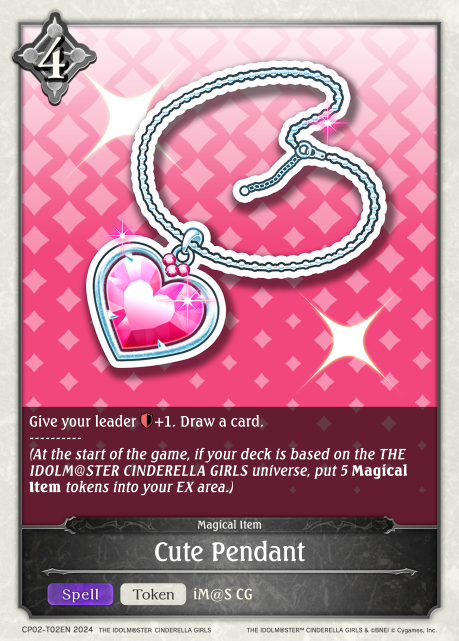 4
Give your leader +1. Draw a card.
----------
(At the start of the game, if your deck is based on the THE
IDOLM@STER CINDERELLA GIRLS universe, put 5 Magical
Item tokens into your EX area.)
Magical Item
Cute Pendant
Spell Token iM@S CG
CP02-T02EN 2024 THE IDOLM@STER CINDERELLA GIRLS THE IDOLM@STER™ CINDERELLA GIRLS & ©BNEI © Cygames, Inc.